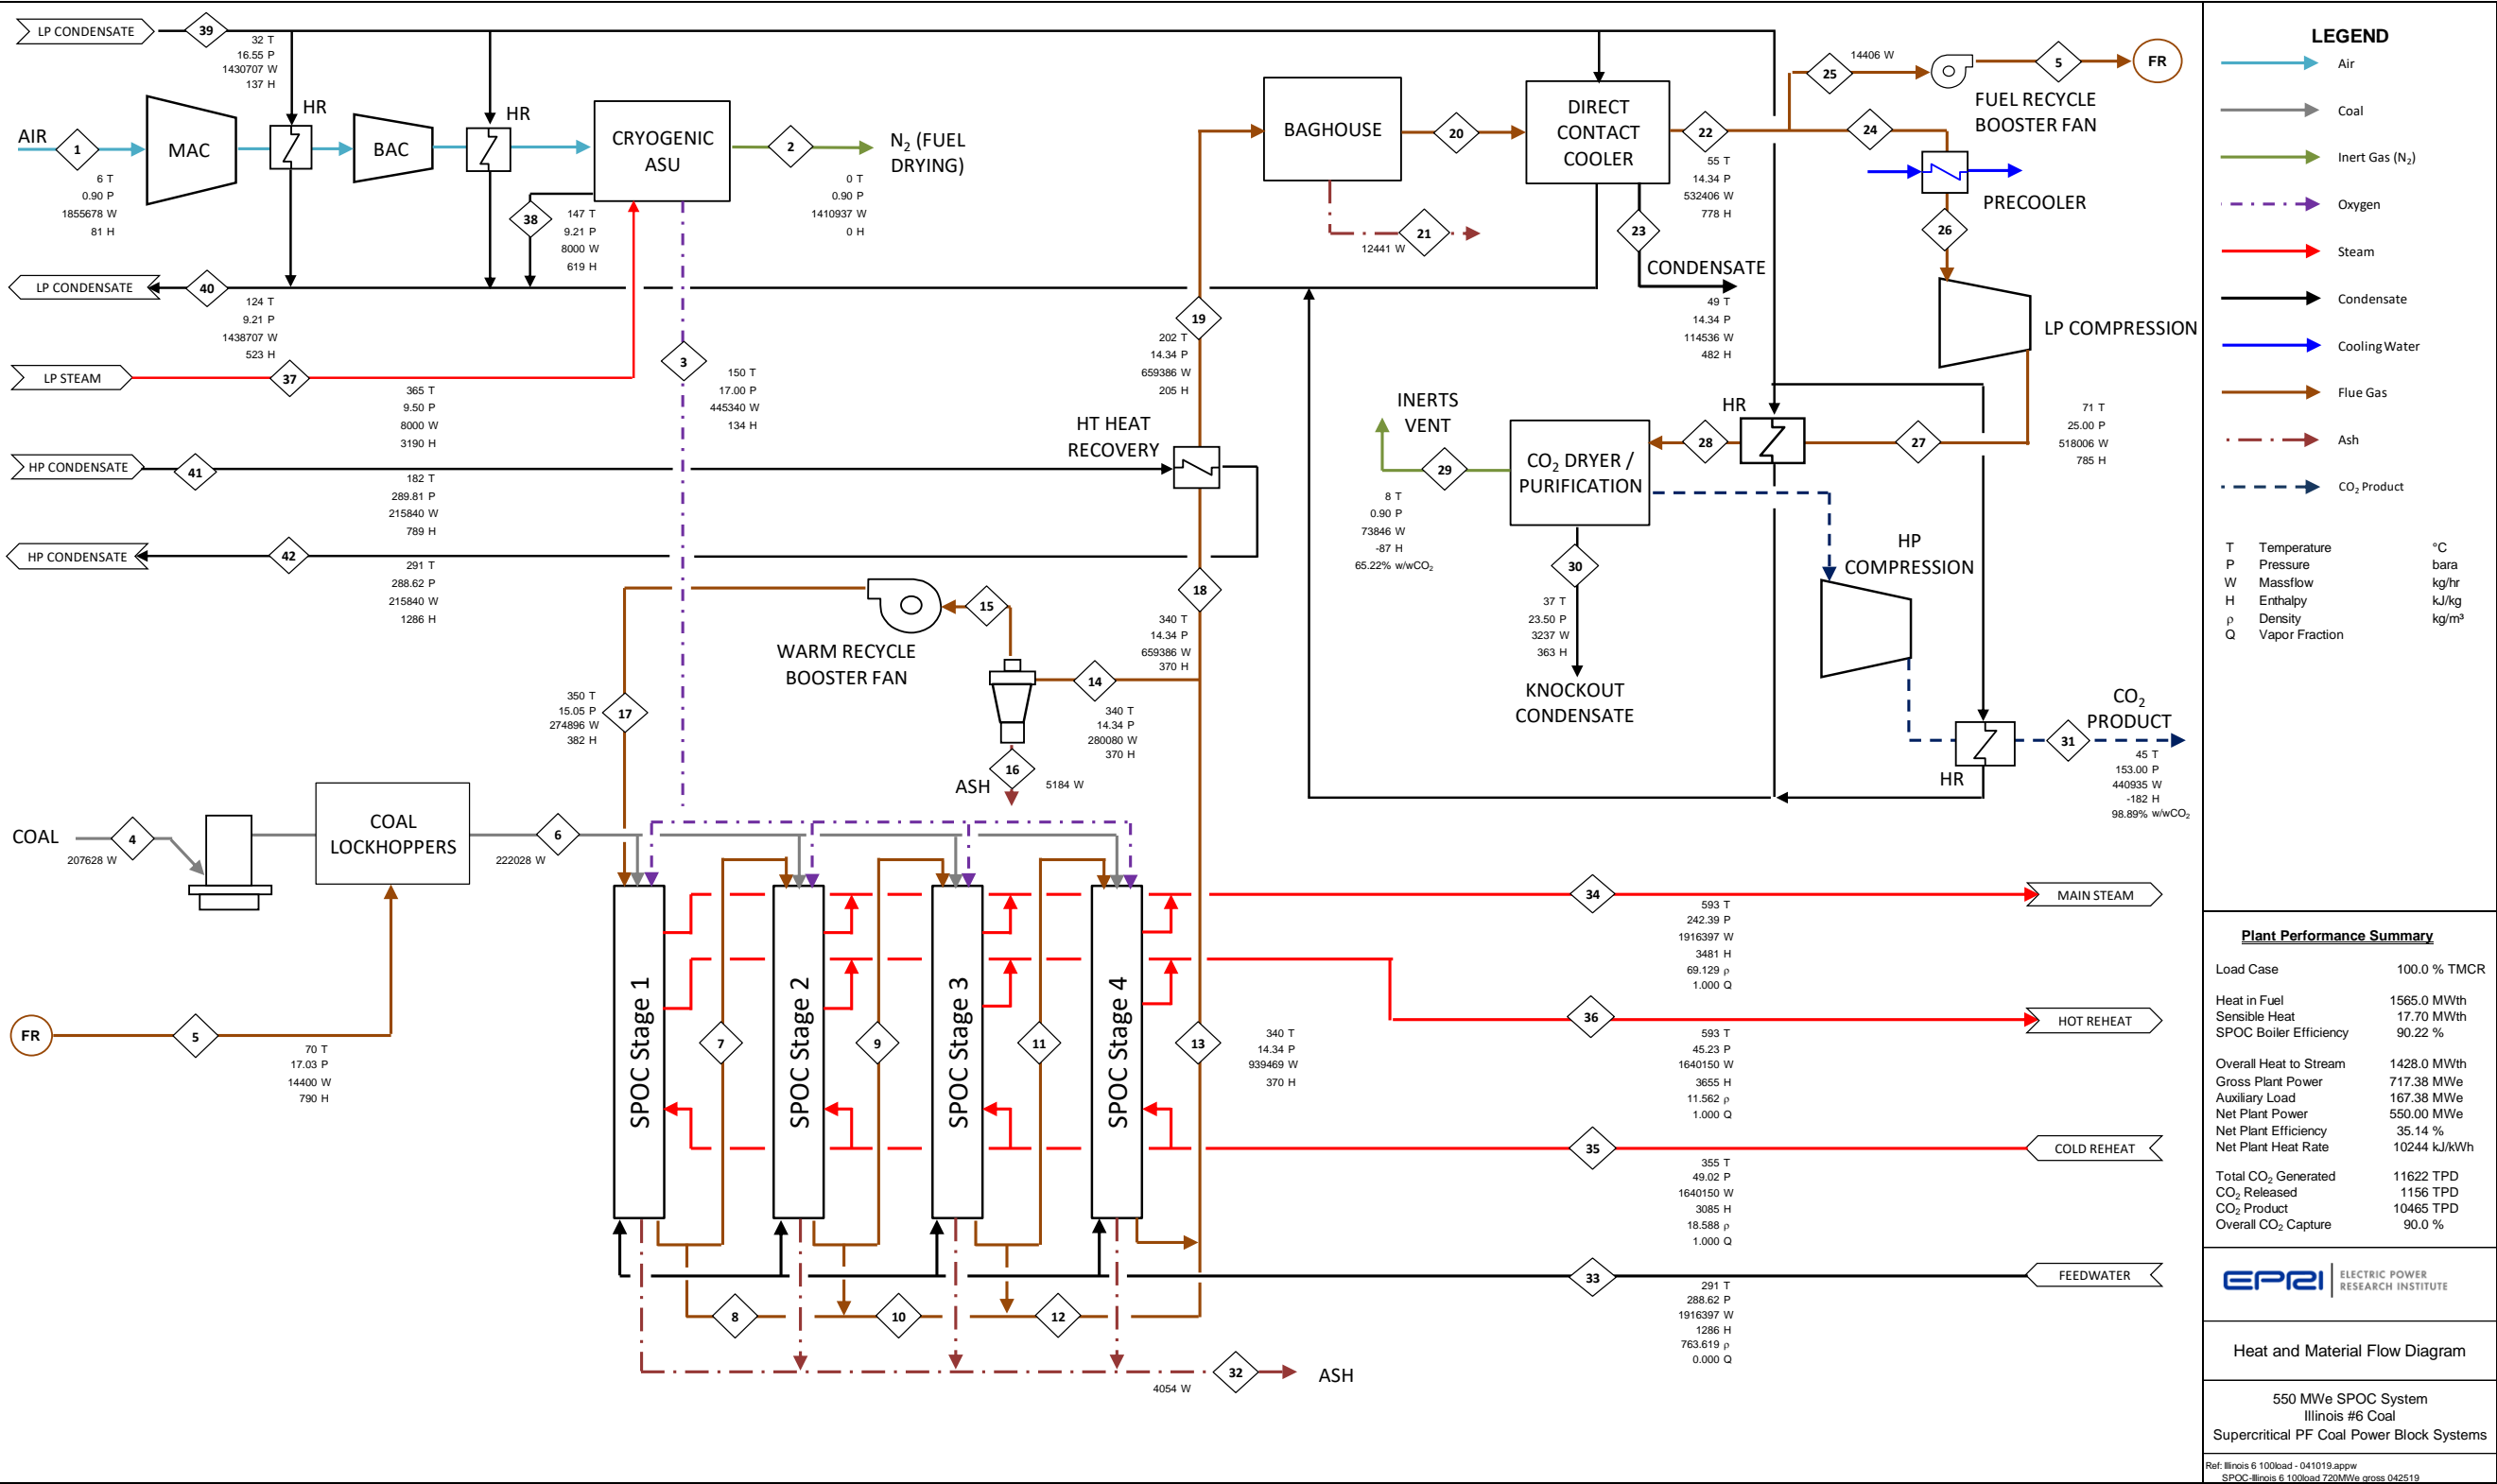 LP CONDENSATE
39
32 T
16.55 P
1430707 W
137 H
HR
HR
AIR
1
MAC
BAC
CRYOGENIC
ASU
2
N2 (FUEL
DRYING)
6 T
0.90 P
1855678 W
81 H
38
147 T
9.21 P
8000 W
619 H
0 T
0.90 P
1410937 W
0 H
LP CONDENSATE
40
124 T
9.21 P
1438707 W
523 H
LP STEAM
37
365 T
9.50 P
8000 W
3190 H
3
150 T
17.00 P
445340 W
134 H
HP CONDENSATE
41
182 T
289.81 P
215840 W
789 H
HP CONDENSATE
42
291 T
288.62 P
215840 W
1286 H
HT HEAT
RECOVERY
19
202 T
14.34 P
659386 W
205 H
18
340 T
14.34 P
659386 W
370 H
BAGHOUSE
20
21
12441 W
DIRECT
CONTACT
COOLER
22
55 T
14.34 P
532406 W
778 H
23
CONDENSATE
49 T
14.34 P
114536 W
482 H
25
14406 W
5
FR
FUEL RECYCLE
BOOSTER FAN
24
PRECOOLER
26
LP COMPRESSION
71 T
25.00 P
518006 W
785 H
27
HR
28
CO2 DRYER /
PURIFICATION
INERTS
VENT
29
8 T
0.90 P
73846 W
-87 H
65.22% w/wCO2
30
37 T
23.50 P
3237 W
363 H
KNOCKOUT
CONDENSATE
HP
COMPRESSION
CO2
PRODUCT
31
HR
45 T
153.00 P
440935 W
-182 H
98.89% w/wCO2
15
WARM RECYCLE
BOOSTER FAN
14
340 T
14.34 P
280080 W
370 H
16
ASH
5184 W
350 T
15.05 P
274896 W
382 H
17
COAL
4
207628 W
COAL
LOCKHOPPERS
6
222028 W
FR
5
70 T
17.03 P
14400 W
790 H
SPOC Stage 1
7
SPOC Stage 2
9
SPOC Stage 3
11
SPOC Stage 4
13
340 T
14.34 P
939469 W
370 H
8
10
12
32
4054 W
ASH
34
MAIN STEAM
593 T
242.39 P
1916397 W
3481 H
69.129 ρ
1.000 Q
36
HOT REHEAT
593 T
45.23 P
1640150 W
3655 H
11.562 ρ
1.000 Q
35
COLD REHEAT
355 T
49.02 P
1640150 W
3085 H
18.588 ρ
1.000 Q
33
FEEDWATER
291 T
288.62 P
1916397 W
1286 H
763.619 ρ
0.000 Q
LEGEND
Air
Coal
Inert Gas (N2)
Oxygen
Steam
Condensate
Cooling Water
Flue Gas
Ash
CO2 Product
T Temperature °C
P Pressure bara
W Massflow kg/hr
H Enthalpy kJ/kg
ρ Density kg/m³
Q Vapor Fraction
Plant Performance Summary
Load Case 100.0 % TMCR
Heat in Fuel 1565.0 MWth
Sensible Heat 17.70 MWth
SPOC Boiler Efficiency 90.22 %
Overall Heat to Stream 1428.0 MWth
Gross Plant Power 717.38 MWe
Auxiliary Load 167.38 MWe
Net Plant Power 550.00 MWe
Net Plant Efficiency 35.14 %
Net Plant Heat Rate 10244 kJ/kWh
Total CO2 Generated 11622 TPD
CO2 Released 1156 TPD
CO2 Product 10465 TPD
Overall CO2 Capture 90.0 %
EPRI
ELECTRIC POWER
RESEARCH INSTITUTE
Heat and Material Flow Diagram
550 MWe SPOC System
Illinois #6 Coal
Supercritical PF Coal Power Block Systems
Ref: Illinois 6 100load - 041019.appw
SPOC-Illinois 6 100load 720MWe gross 042519